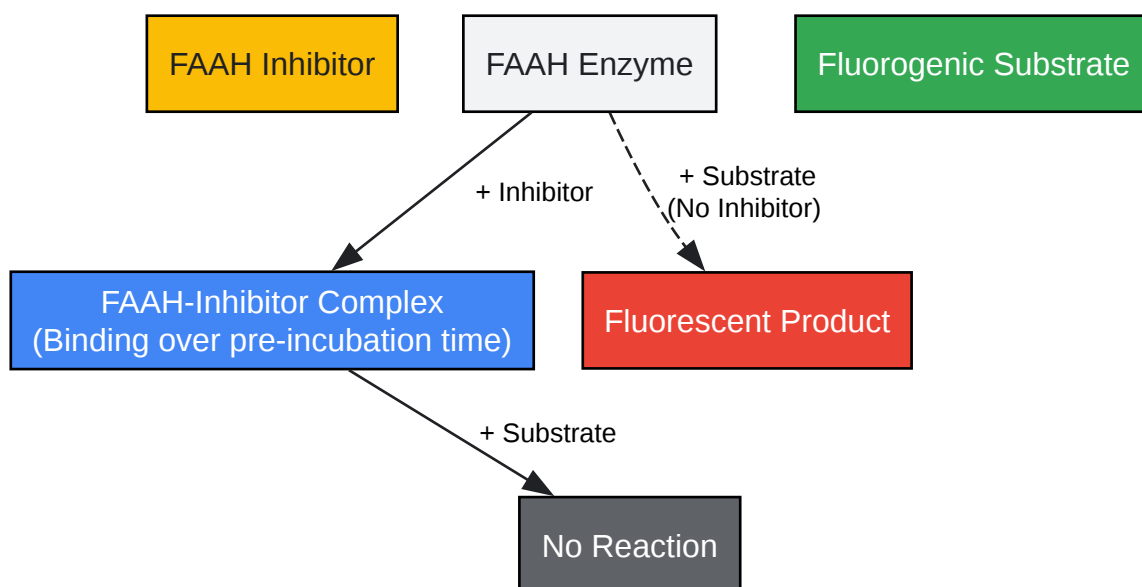 FAAH Inhibitor
FAAH Enzyme
Fluorogenic Substrate
+ Inhibitor
+ Substrate
(No Inhibitor)
FAAH-Inhibitor Complex
(Binding over pre-incubation time)
Fluorescent Product
+ Substrate
No Reaction